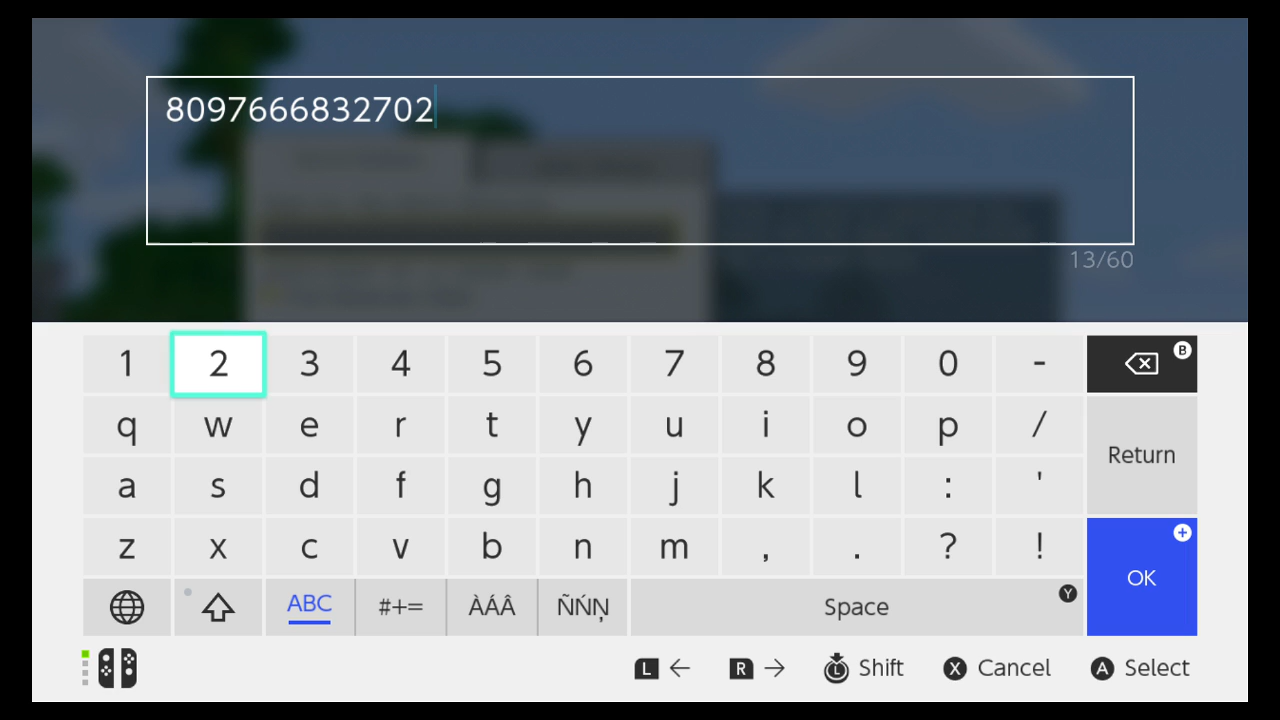 8097666832702
13/60
1 2 3 4 5 6 7 8 9 0 - B
q w e r t y u i o p /
Return
a s d f g h j k l : '
z x c v b n m , . ? ! +
OK
ABC #+= ÀÁÂ ÑŃŅ Space Y
L ← R → L Shift X Cancel A Select